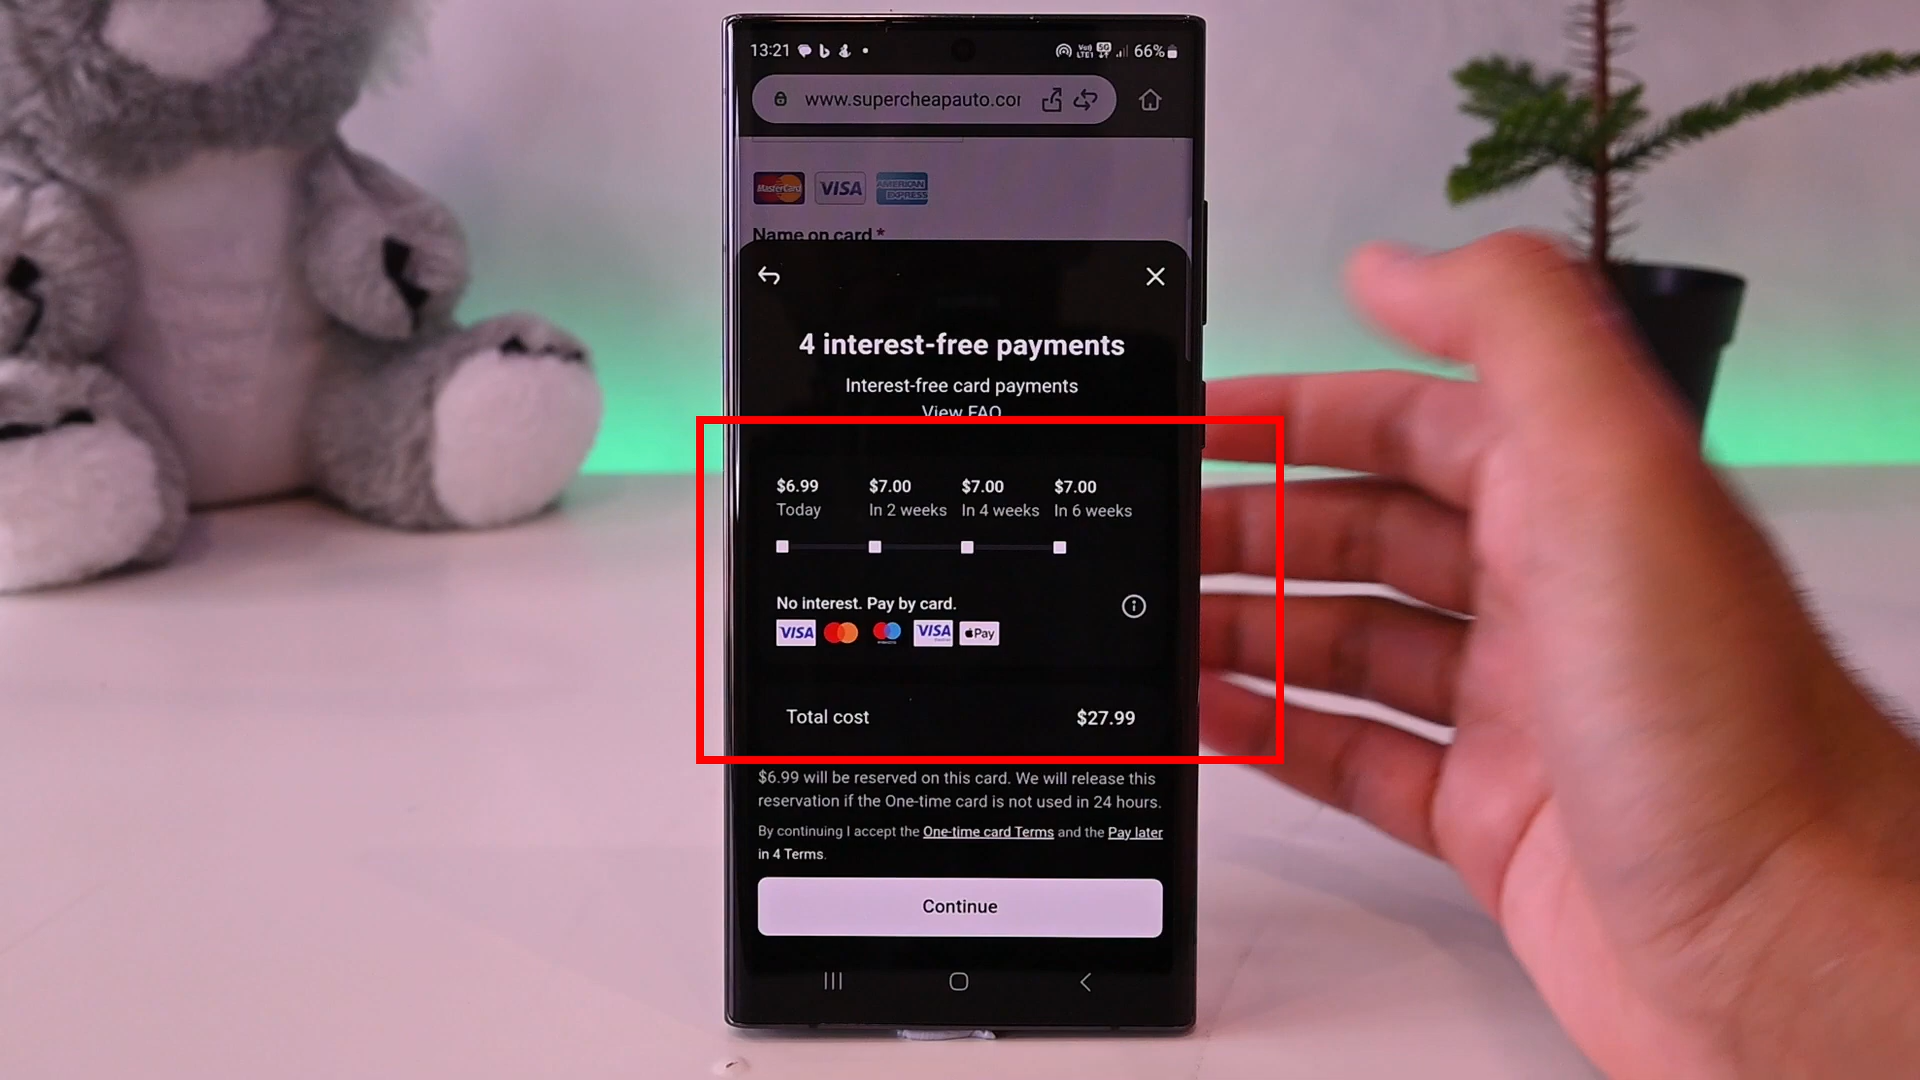 13:21 66%
www.supercheapauto.cor
MasterCard VISA AMERICAN EXPRESS
Name on card *
4 interest-free payments
Interest-free card payments
View FAQ
$6.99 $7.00 $7.00 $7.00
Today In 2 weeks In 4 weeks In 6 weeks
No interest. Pay by card.
VISA VISA Pay
Total cost $27.99
$6.99 will be reserved on this card. We will release this
reservation if the One-time card is not used in 24 hours.
By continuing I accept the One-time card Terms and the Pay later
in 4 Terms.
Continue